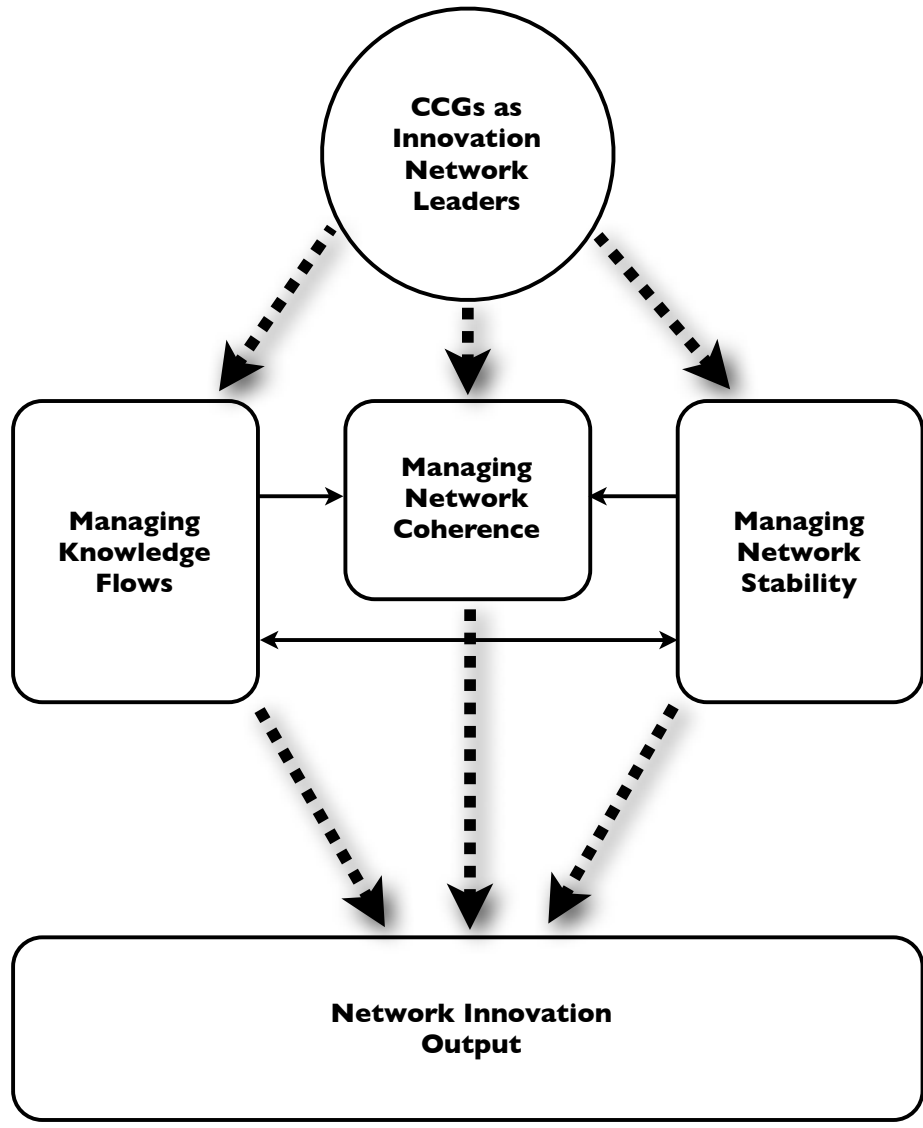 CCGs as
Innovation
Network
Leaders
Managing
Knowledge
Flows
Managing
Network
Coherence
Managing
Network
Stability
Network Innovation
Output